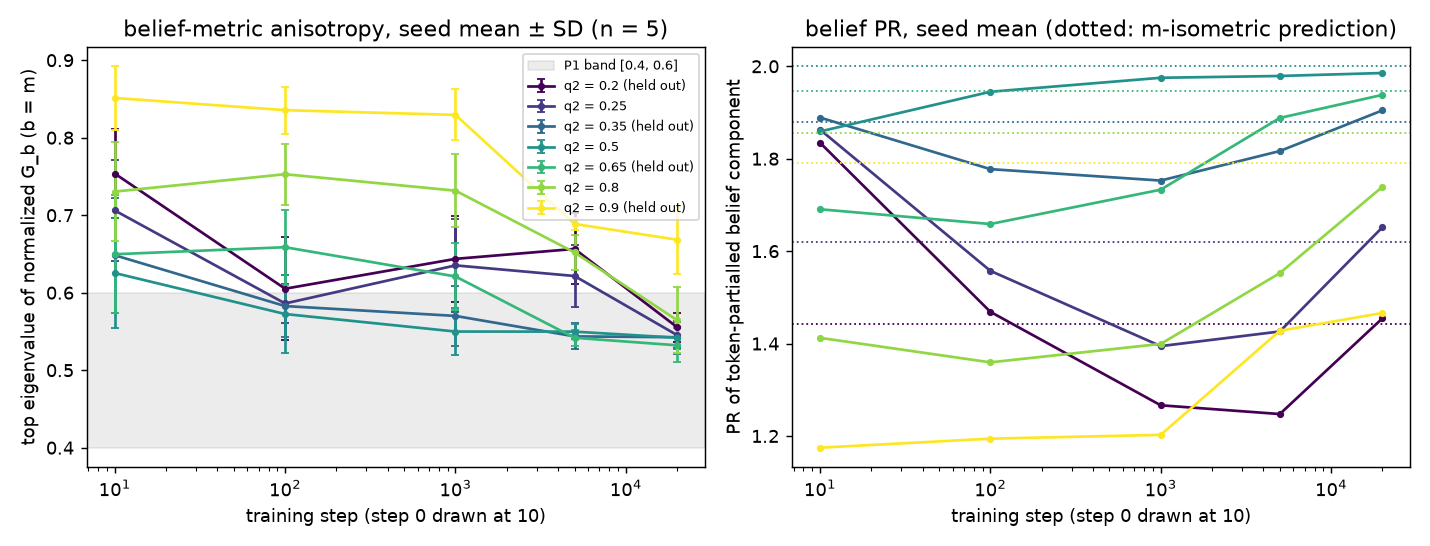 belief-metric anisotropy, seed mean ± SD (n = 5)
top eigenvalue of normalized G_b (b = m)
0.9
0.8
0.7
0.6
0.5
0.4
P1 band [0.4, 0.6]
q2 = 0.2 (held out)
q2 = 0.25
q2 = 0.35 (held out)
q2 = 0.5
q2 = 0.65 (held out)
q2 = 0.8
q2 = 0.9 (held out)
10¹
10²
10³
10⁴
training step (step 0 drawn at 10)
belief PR, seed mean (dotted: m-isometric prediction)
PR of token-partialled belief component
2.0
1.8
1.6
1.4
1.2
10¹
10²
10³
10⁴
training step (step 0 drawn at 10)